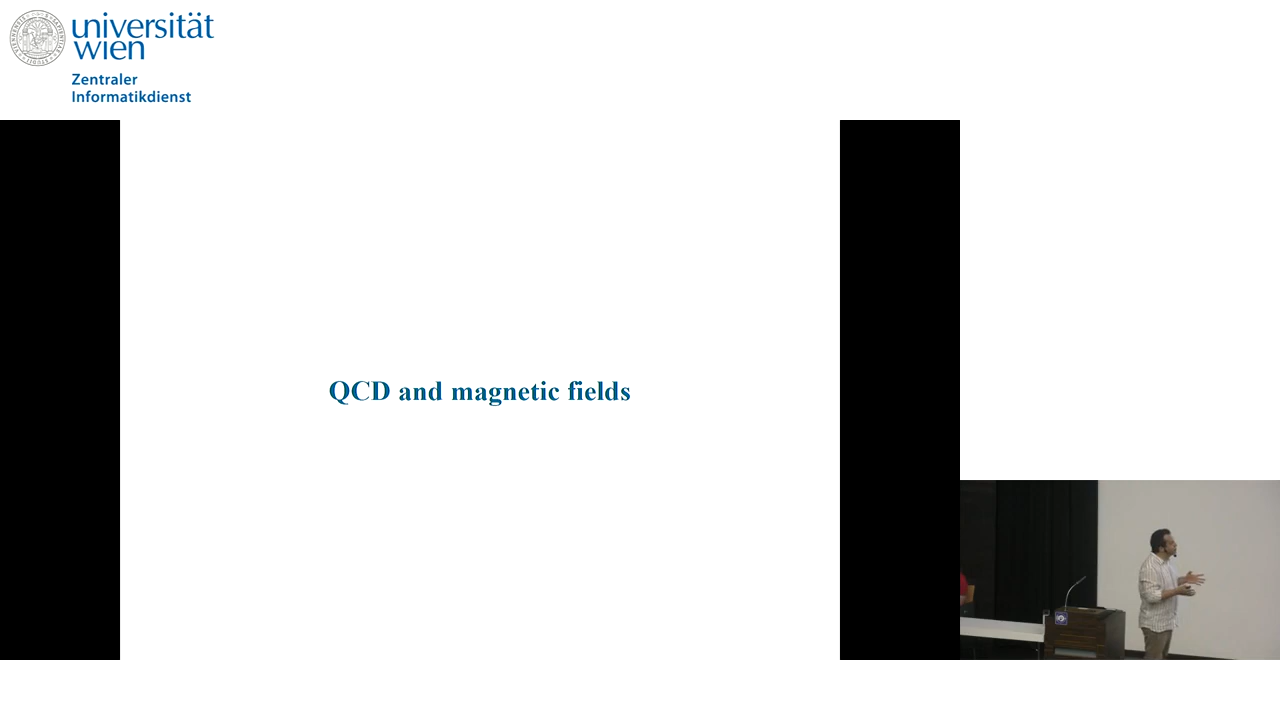 universität
wien
Zentraler
Informatikdienst
QCD and magnetic fields